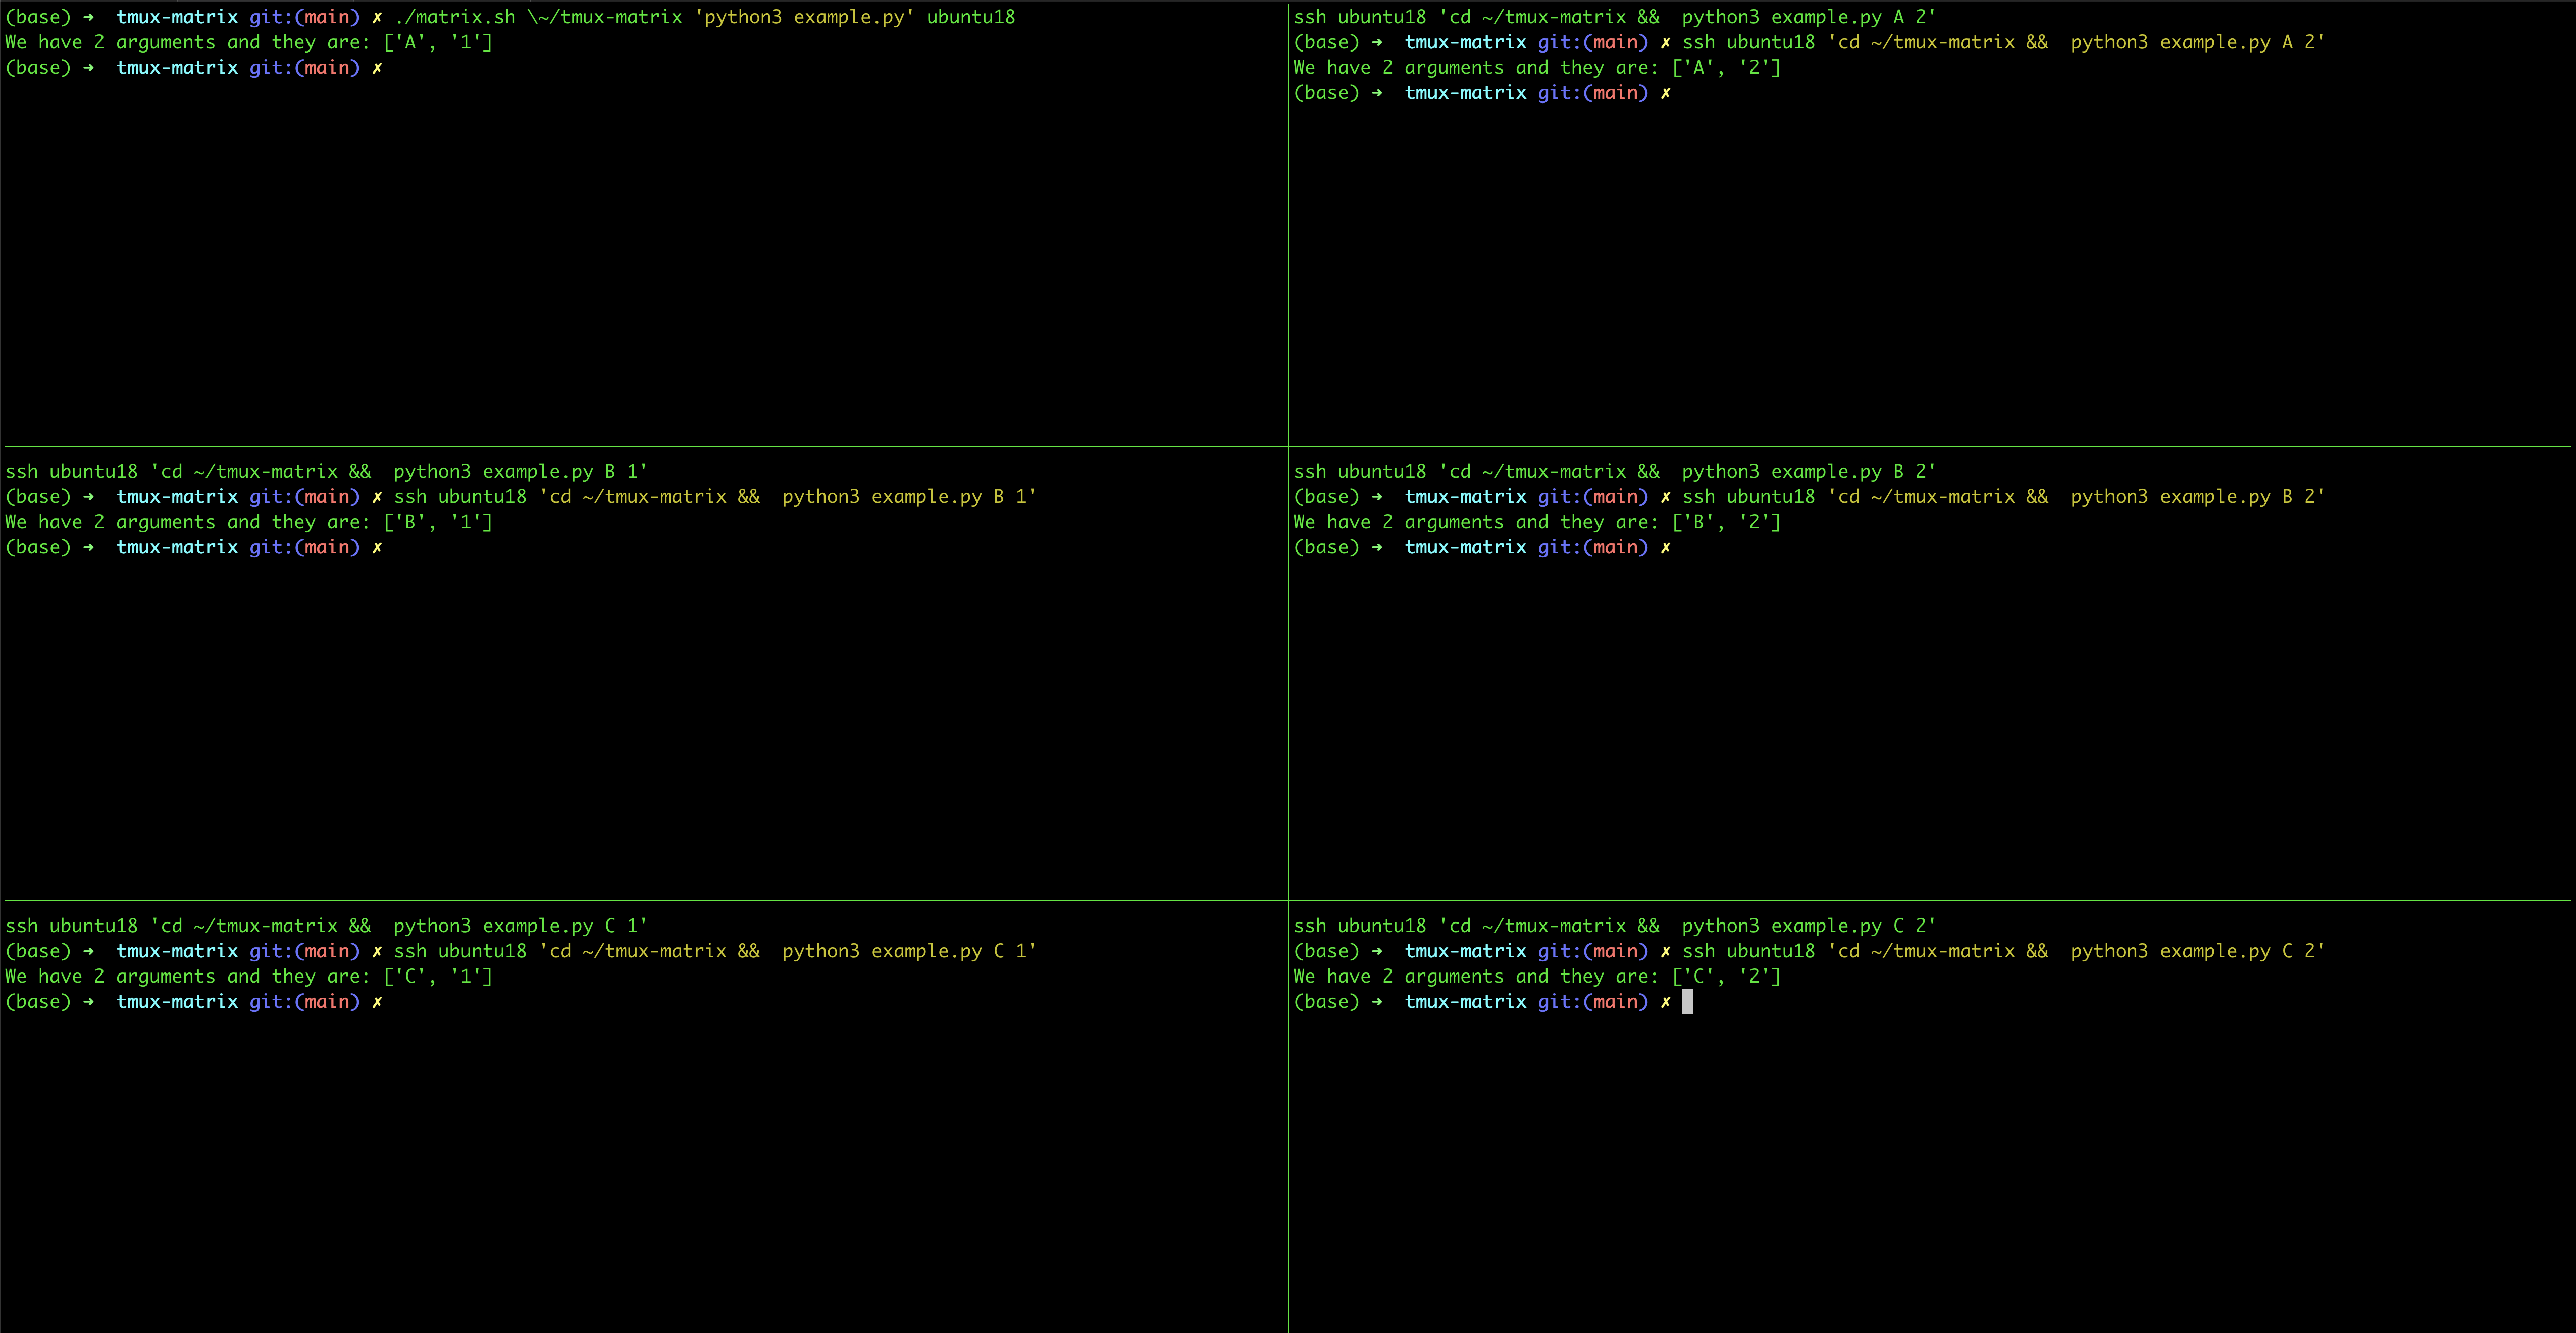 (base) ➜  tmux-matrix git:(main) ✗ ./matrix.sh \~/tmux-matrix 'python3 example.py' ubuntu18
We have 2 arguments and they are: ['A', '1']
(base) ➜  tmux-matrix git:(main) ✗
ssh ubuntu18 'cd ~/tmux-matrix &&  python3 example.py A 2'
(base) ➜  tmux-matrix git:(main) ✗ ssh ubuntu18 'cd ~/tmux-matrix &&  python3 example.py A 2'
We have 2 arguments and they are: ['A', '2']
(base) ➜  tmux-matrix git:(main) ✗
ssh ubuntu18 'cd ~/tmux-matrix &&  python3 example.py B 1'
(base) ➜  tmux-matrix git:(main) ✗ ssh ubuntu18 'cd ~/tmux-matrix &&  python3 example.py B 1'
We have 2 arguments and they are: ['B', '1']
(base) ➜  tmux-matrix git:(main) ✗
ssh ubuntu18 'cd ~/tmux-matrix &&  python3 example.py B 2'
(base) ➜  tmux-matrix git:(main) ✗ ssh ubuntu18 'cd ~/tmux-matrix &&  python3 example.py B 2'
We have 2 arguments and they are: ['B', '2']
(base) ➜  tmux-matrix git:(main) ✗
ssh ubuntu18 'cd ~/tmux-matrix &&  python3 example.py C 1'
(base) ➜  tmux-matrix git:(main) ✗ ssh ubuntu18 'cd ~/tmux-matrix &&  python3 example.py C 1'
We have 2 arguments and they are: ['C', '1']
(base) ➜  tmux-matrix git:(main) ✗
ssh ubuntu18 'cd ~/tmux-matrix &&  python3 example.py C 2'
(base) ➜  tmux-matrix git:(main) ✗ ssh ubuntu18 'cd ~/tmux-matrix &&  python3 example.py C 2'
We have 2 arguments and they are: ['C', '2']
(base) ➜  tmux-matrix git:(main) ✗